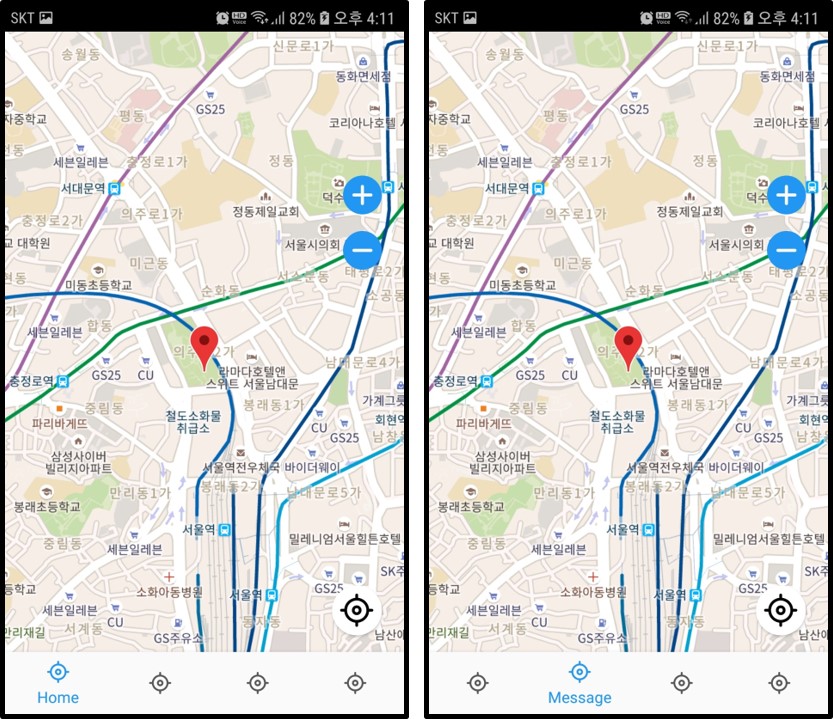 SKT 82% 오후 4:11
송월동
신문로1가
동화면세점
GS25
평동
자중학교
코리아나호텔
세븐일레븐
충정로1가
정동
서대문역
덕수
충정로2가
의주로1가
정동제일교회
태평로2가
교 대학원
서울시의회
미근동
서소문동
미동초등학교
순화동
소공동
세븐일레븐
합동
의주로2가
남대문로4가
GS25
CU
라마다호텔앤
스위트 서울남대문
충정로역
중림동
봉래동1가
가계그릇
파리바게뜨
철도소화물
취급소
CU
회현역
GS25
남창
삼성사이버
빌리지아파트
서울역전우체국
바이더웨이
만리동1가
봉래동2가
남대문로5가
봉래초등학교
서울역
중림동
세븐일레븐
밀레니엄서울힐튼호텔
소화아동병원
서울역
GS25
SK주
등학교
세븐일레븐
CU
만리재길
서계동
GS주유소
동자동
남산
Home
SKT 82% 오후 4:11
송월동
신문로1가
동화면세점
GS25
평동
자중학교
코리아나호텔
세븐일레븐
충정로1가
정동
서대문역
덕수
충정로2가
의주로1가
정동제일교회
태평로2가
교 대학원
서울시의회
미근동
서소문동
미동초등학교
순화동
소공동
세븐일레븐
합동
남대문로4가
GS25
CU
라마다호텔앤
스위트 서울남대문
충정로역
중림동
봉래동1가
가계그릇
파리바게뜨
철도소화물
취급소
CU
회현역
GS25
남창
삼성사이버
빌리지아파트
서울역전우체국
바이더웨이
만리동1가
봉래동2가
남대문로5가
봉래초등학교
서울역
중림동
세븐일레븐
밀레니엄서울힐튼호텔
소화아동병원
서울역
GS25
SK주
등학교
세븐일레븐
CU
만리재길
서계동
GS주유소
동자동
남산
Message